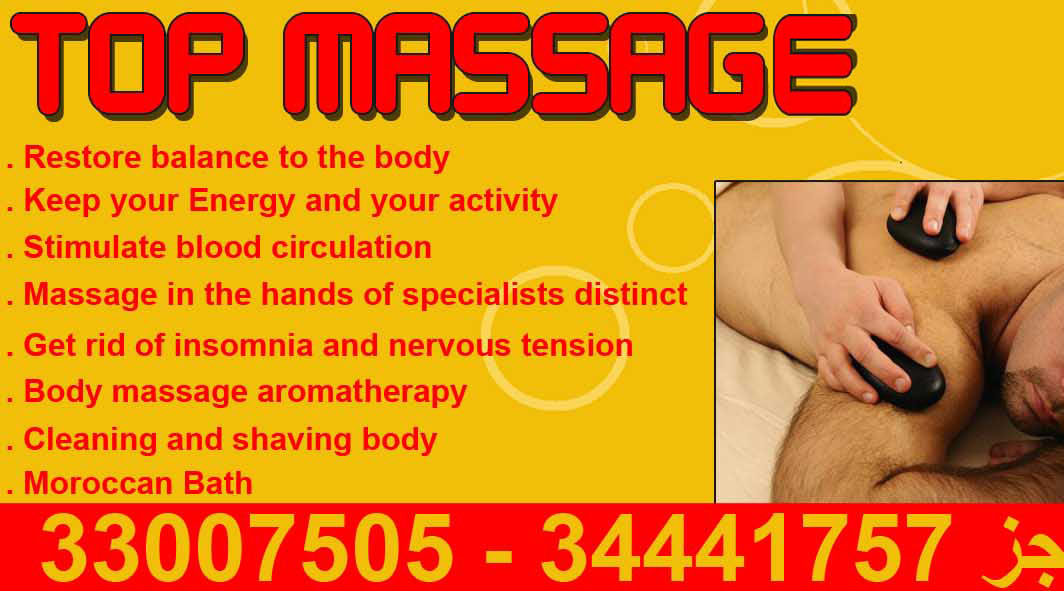 TOP MASSAGE
. Restore balance to the body
. Keep your Energy and your activity
. Stimulate blood circulation
. Massage in the hands of specialists distinct
. Get rid of insomnia and nervous tension
. Body massage aromatherapy
. Cleaning and shaving body
. Moroccan Bath
33007505 - 34441757